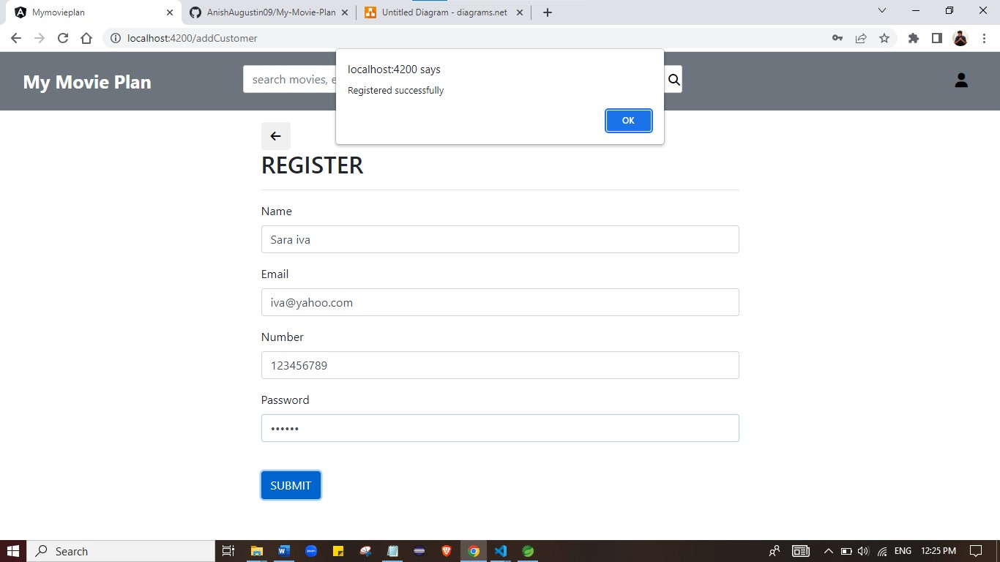 Mymovieplan
AnishAugustin09/My-Movie-Plan
Untitled Diagram - diagrams.net
localhost:4200/addCustomer
My Movie Plan
search movies, e
localhost:4200 says
Registered successfully
OK
REGISTER
Name
Sara iva
Email
iva@yahoo.com
Number
123456789
Password
••••••
SUBMIT
Search
ENG
12:25 PM